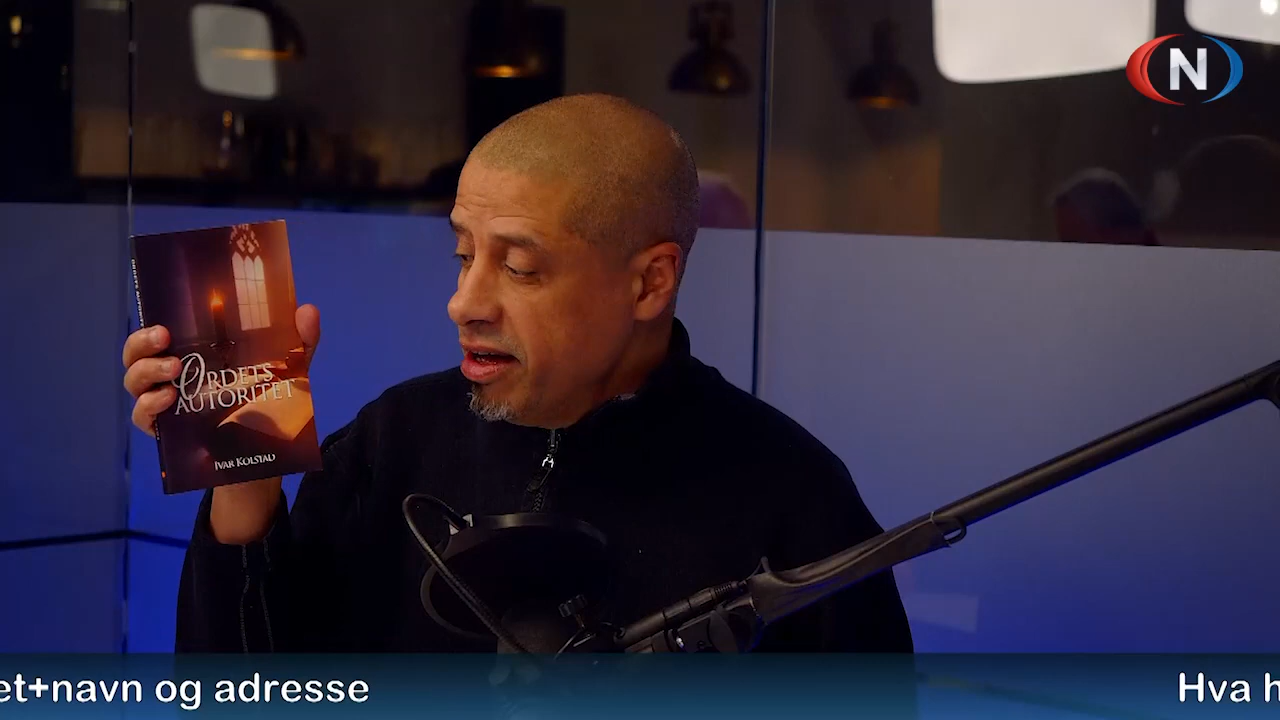 N
ORDETS
AUTORITET
IVAR KOLSTAD
et+navn og adresse
Hva h